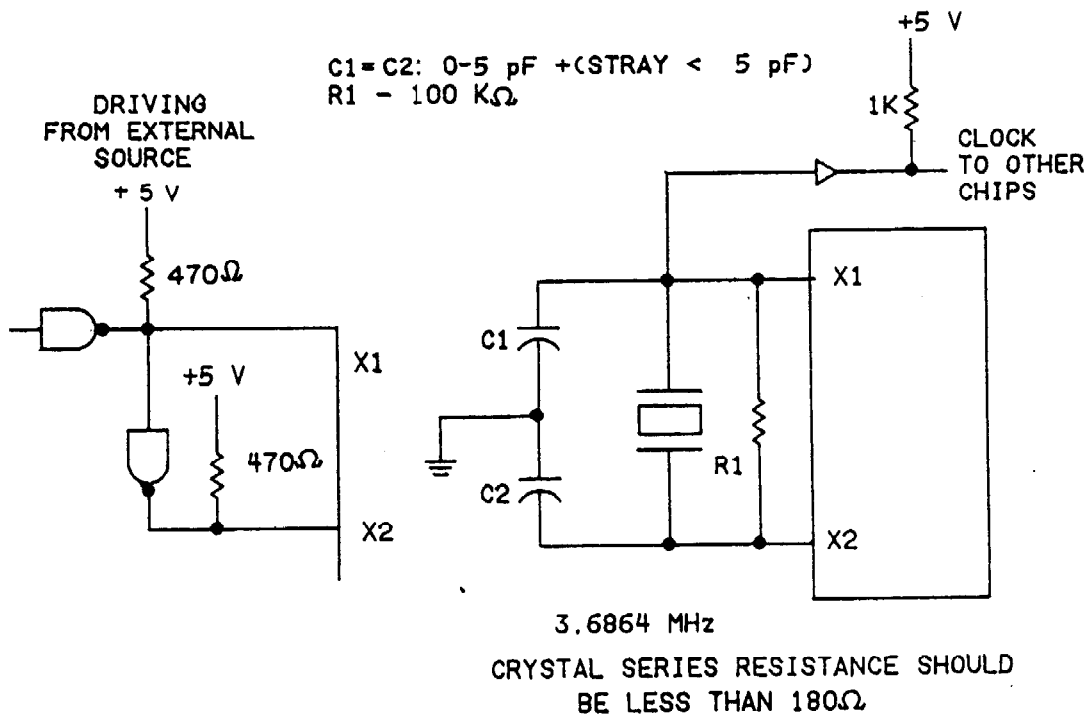 +5 V
C1=C2: 0-5 pF +(STRAY < 5 pF)
R1 - 100 KΩ
DRIVING
FROM EXTERNAL
SOURCE
+ 5 V
470Ω
X1
+5 V
470Ω
X2
1K
CLOCK
TO OTHER
CHIPS
X1
C1
R1
C2
X2
3.6864 MHz
CRYSTAL SERIES RESISTANCE SHOULD
BE LESS THAN 180Ω